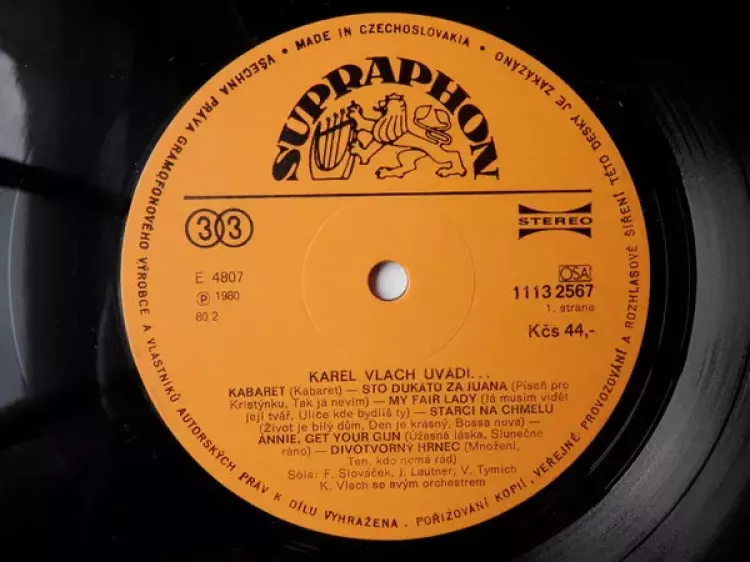 VŠECHNA PRÁVA GRAMOFONOVÉHO VÝROBCE A VLASTNÍKŮ AUTORSKÝCH PRÁV K DÍLU VYHRAŽENA. POŘIZOVÁNÍ KOPIÍ, VEŘEJNÉ PROVOZOVÁNÍ A ROZHLASOVÉ ŠÍŘENÍ TÉTO DESKY JE ZAKÁZÁNO • MADE IN CZECHOSLOVAKIA •
SUPRAPHON
33
STEREO
E 4807
OSA
℗ 1980
1113 2567
80 2
1. strana
Kčs 44,-
KAREL VLACH UVÁDÍ...
KABARET (Kabaret) — STO DUKÁTŮ ZA JUANA (Píseň pro
Kristýnku, Tak já nevím) — MY FAIR LADY (Já musím vidět
její tvář, Ulice kde bydlíš ty) — STARCI NA CHMELU
(Život je bílý dům, Den je krásný, Bossa nova) —
ANNIE, GET YOUR GUN (Úžasná láska, Slunečné
ráno) — DIVOTVORNÝ HRNEC (Množení,
Ten, kdo nemá rád)
Sóla: F. Slováček, J. Lautner, V. Tymich
K. Vlach se svým orchestrem